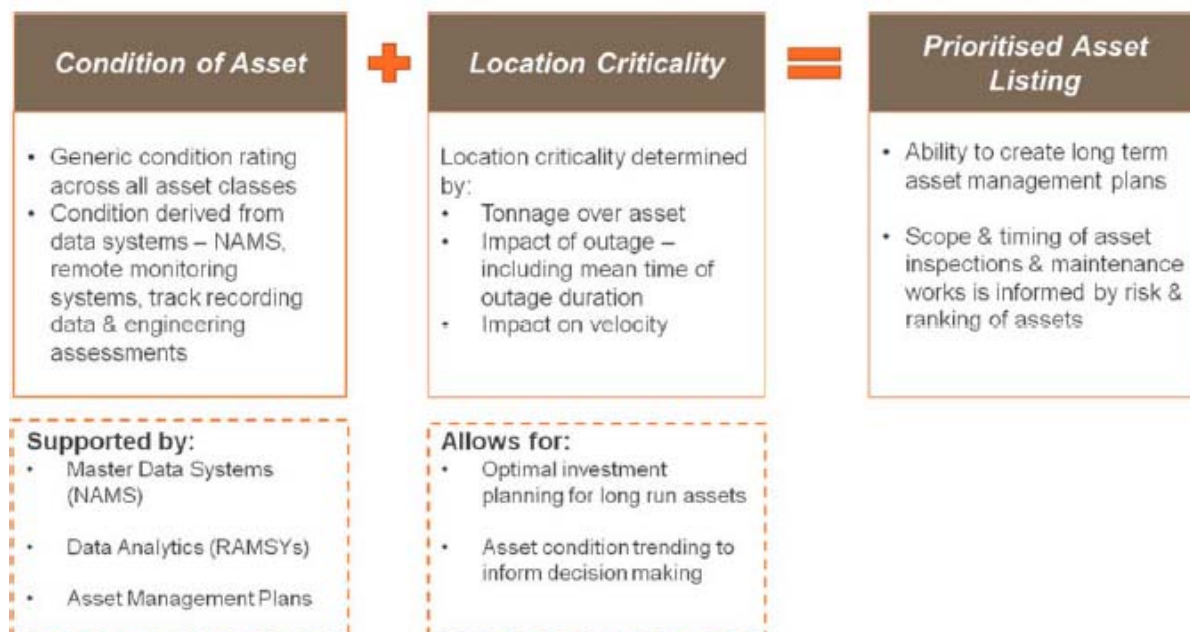 Condition of Asset
• Generic condition rating
across all asset classes
• Condition derived from
data systems – NAMS,
remote monitoring
systems, track recording
data & engineering
assessments
Supported by:
• Master Data Systems
(NAMS)
• Data Analytics (RAMSYs)
• Asset Management Plans
+
Location Criticality
Location criticality determined
by:
• Tonnage over asset
• Impact of outage –
including mean time of
outage duration
• Impact on velocity
Allows for:
• Optimal investment
planning for long run assets
• Asset condition trending to
inform decision making
=
Prioritised Asset
Listing
• Ability to create long term
asset management plans
• Scope & timing of asset
inspections & maintenance
works is informed by risk &
ranking of assets